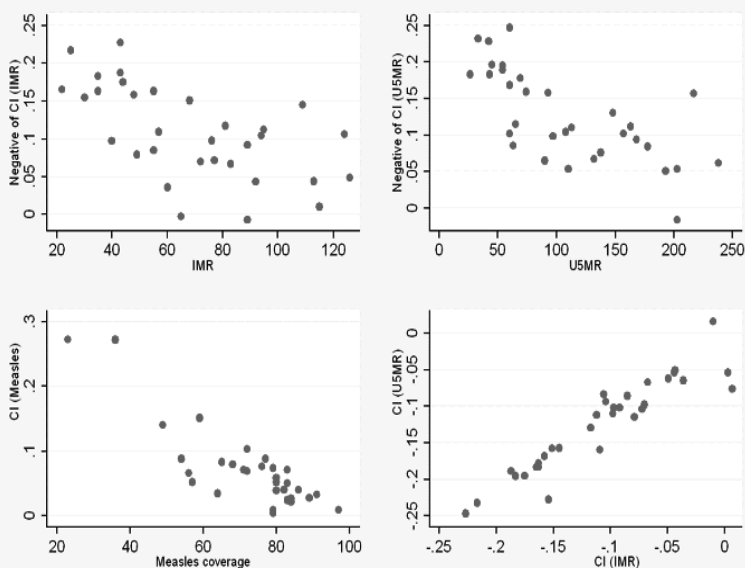 Negative of CI (IMR)
.25
.2
.15
.1
.05
0
20 40 60 80 100 120
IMR
Negative of CI (U5MR)
.25
.2
.15
.1
.05
0
0 50 100 150 200 250
U5MR
CI (Measles)
.3
.2
.1
0
20 40 60 80 100
Measles coverage
CI (U5MR)
0
-.05
-.1
-.15
-.2
-.25
-.25 -.2 -.15 -.1 -.05 0
CI (IMR)